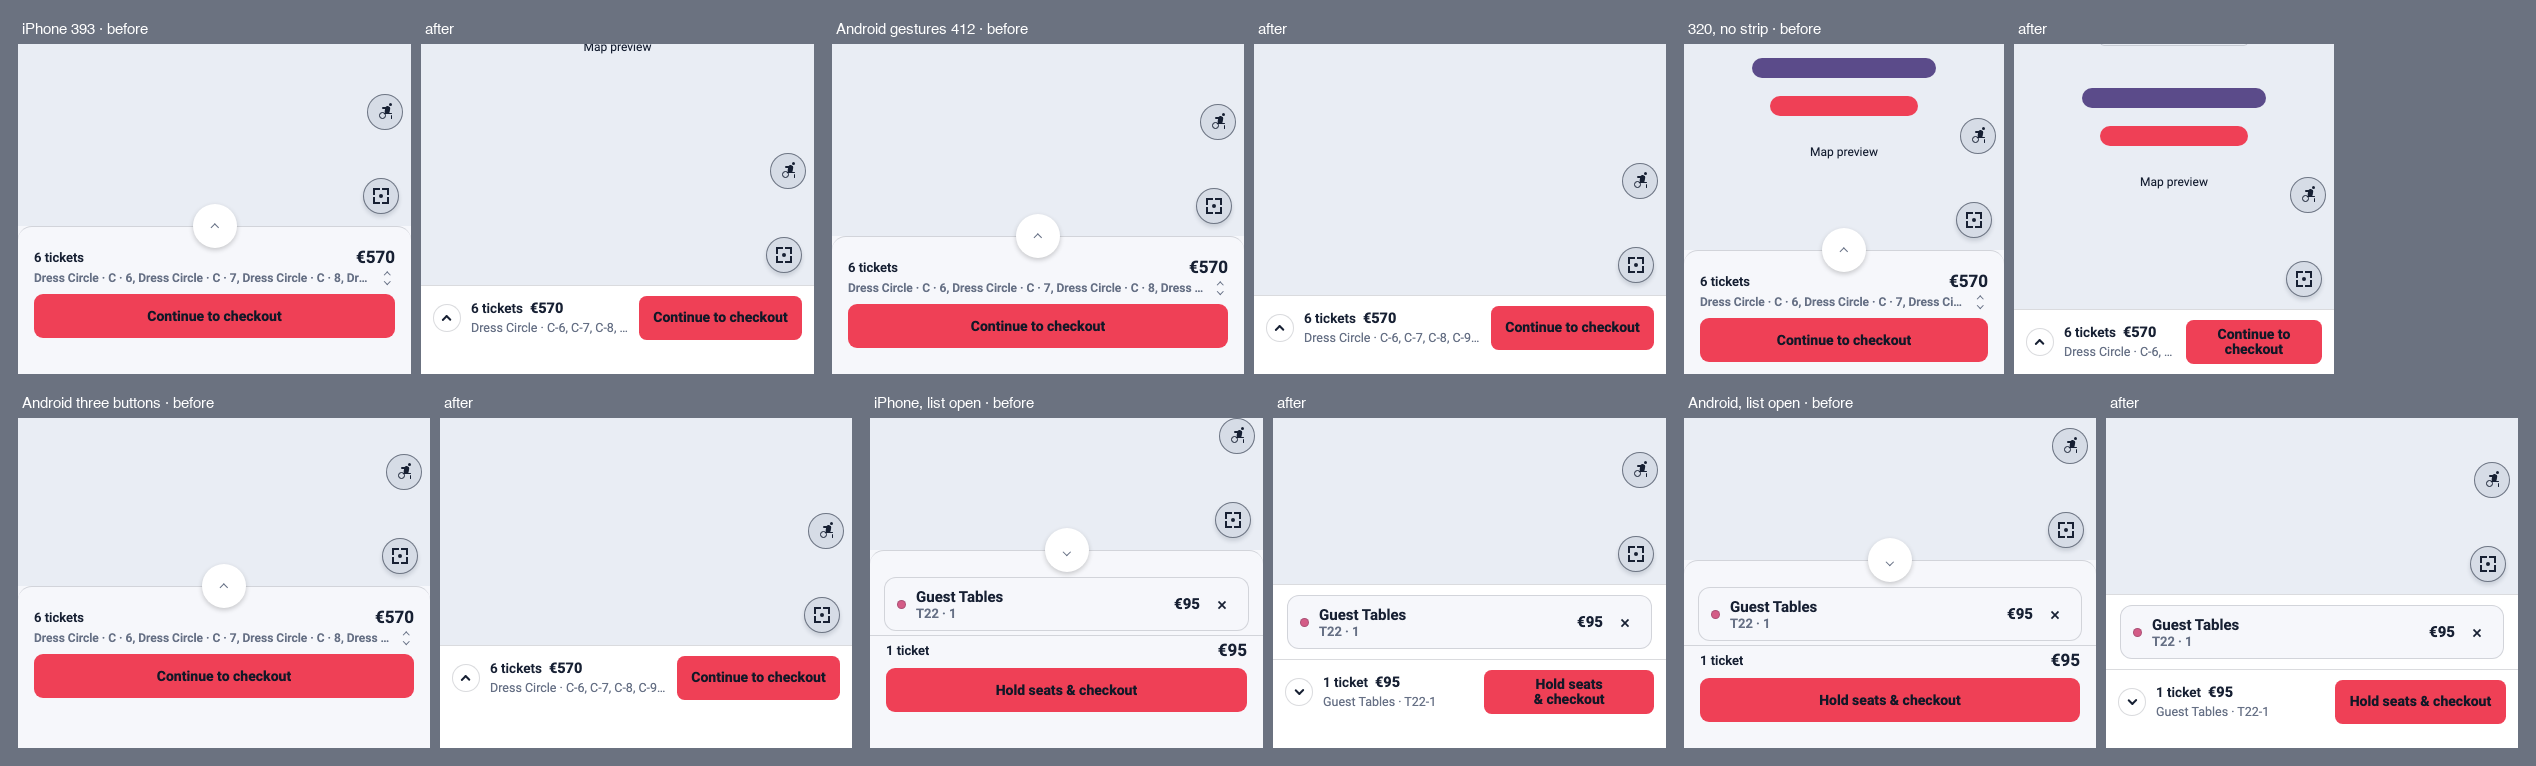 iPhone 393 · before
after
Android gestures 412 · before
after
320, no strip · before
after
Map preview
6 tickets
€570
Dress Circle · C · 6, Dress Circle · C · 7, Dress Circle · C · 8, Dr...
Continue to checkout
6 tickets €570
Dress Circle · C-6, C-7, C-8, ...
Continue to checkout
6 tickets
€570
Dress Circle · C · 6, Dress Circle · C · 7, Dress Circle · C · 8, Dress ...
Continue to checkout
6 tickets €570
Dress Circle · C-6, C-7, C-8, C-9...
Continue to checkout
Map preview
6 tickets
€570
Dress Circle · C · 6, Dress Circle · C · 7, Dress Ci...
Continue to checkout
Map preview
6 tickets €570
Dress Circle · C-6, ...
Continue to
checkout
Android three buttons · before
after
iPhone, list open · before
after
Android, list open · before
after
6 tickets
€570
Dress Circle · C · 6, Dress Circle · C · 7, Dress Circle · C · 8, Dress ...
Continue to checkout
6 tickets €570
Dress Circle · C-6, C-7, C-8, C-9...
Continue to checkout
Guest Tables
T22 · 1
€95 ×
1 ticket
€95
Hold seats & checkout
Guest Tables
T22 · 1
€95 ×
1 ticket €95
Guest Tables · T22-1
Hold seats
& checkout
Guest Tables
T22 · 1
€95 ×
1 ticket
€95
Hold seats & checkout
Guest Tables
T22 · 1
€95 ×
1 ticket €95
Guest Tables · T22-1
Hold seats & checkout